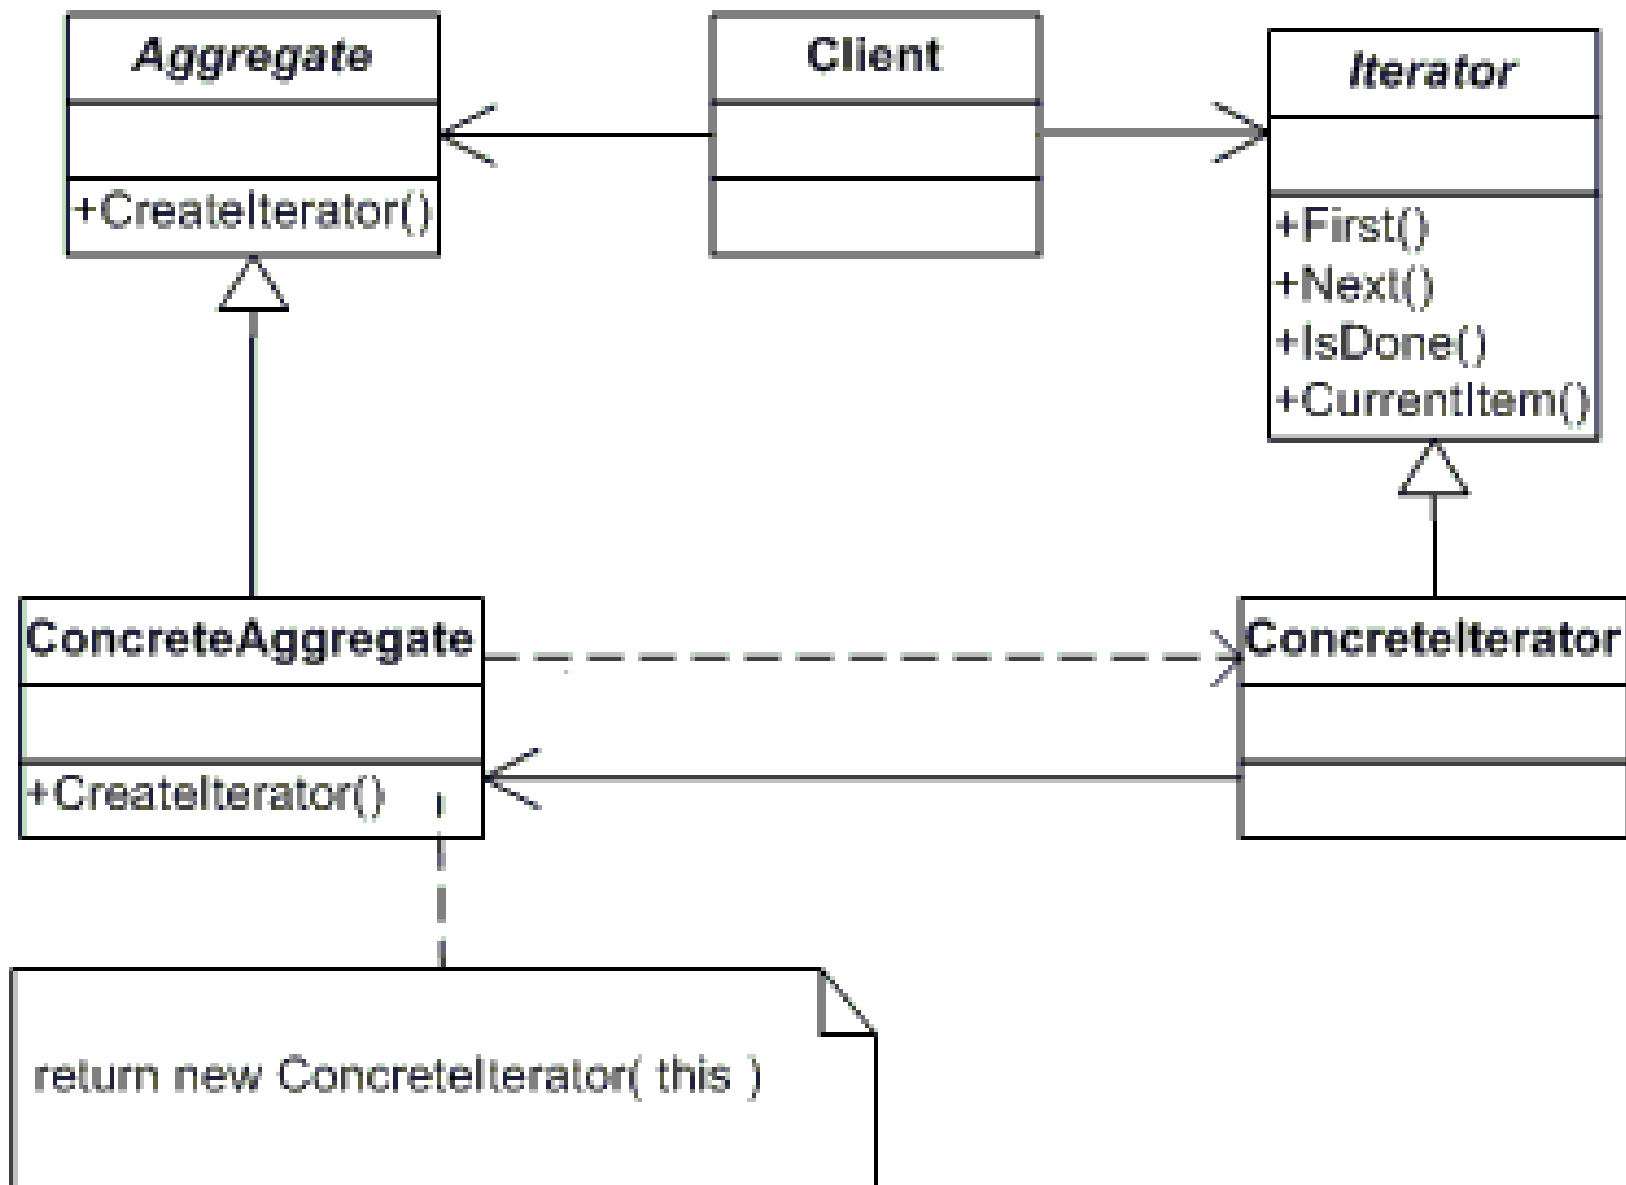 Aggregate
+CreateIterator()
Client
Iterator
+First()
+Next()
+IsDone()
+CurrentItem()
ConcreteAggregate
+CreateIterator()
ConcreteIterator
return new ConcreteIterator( this )